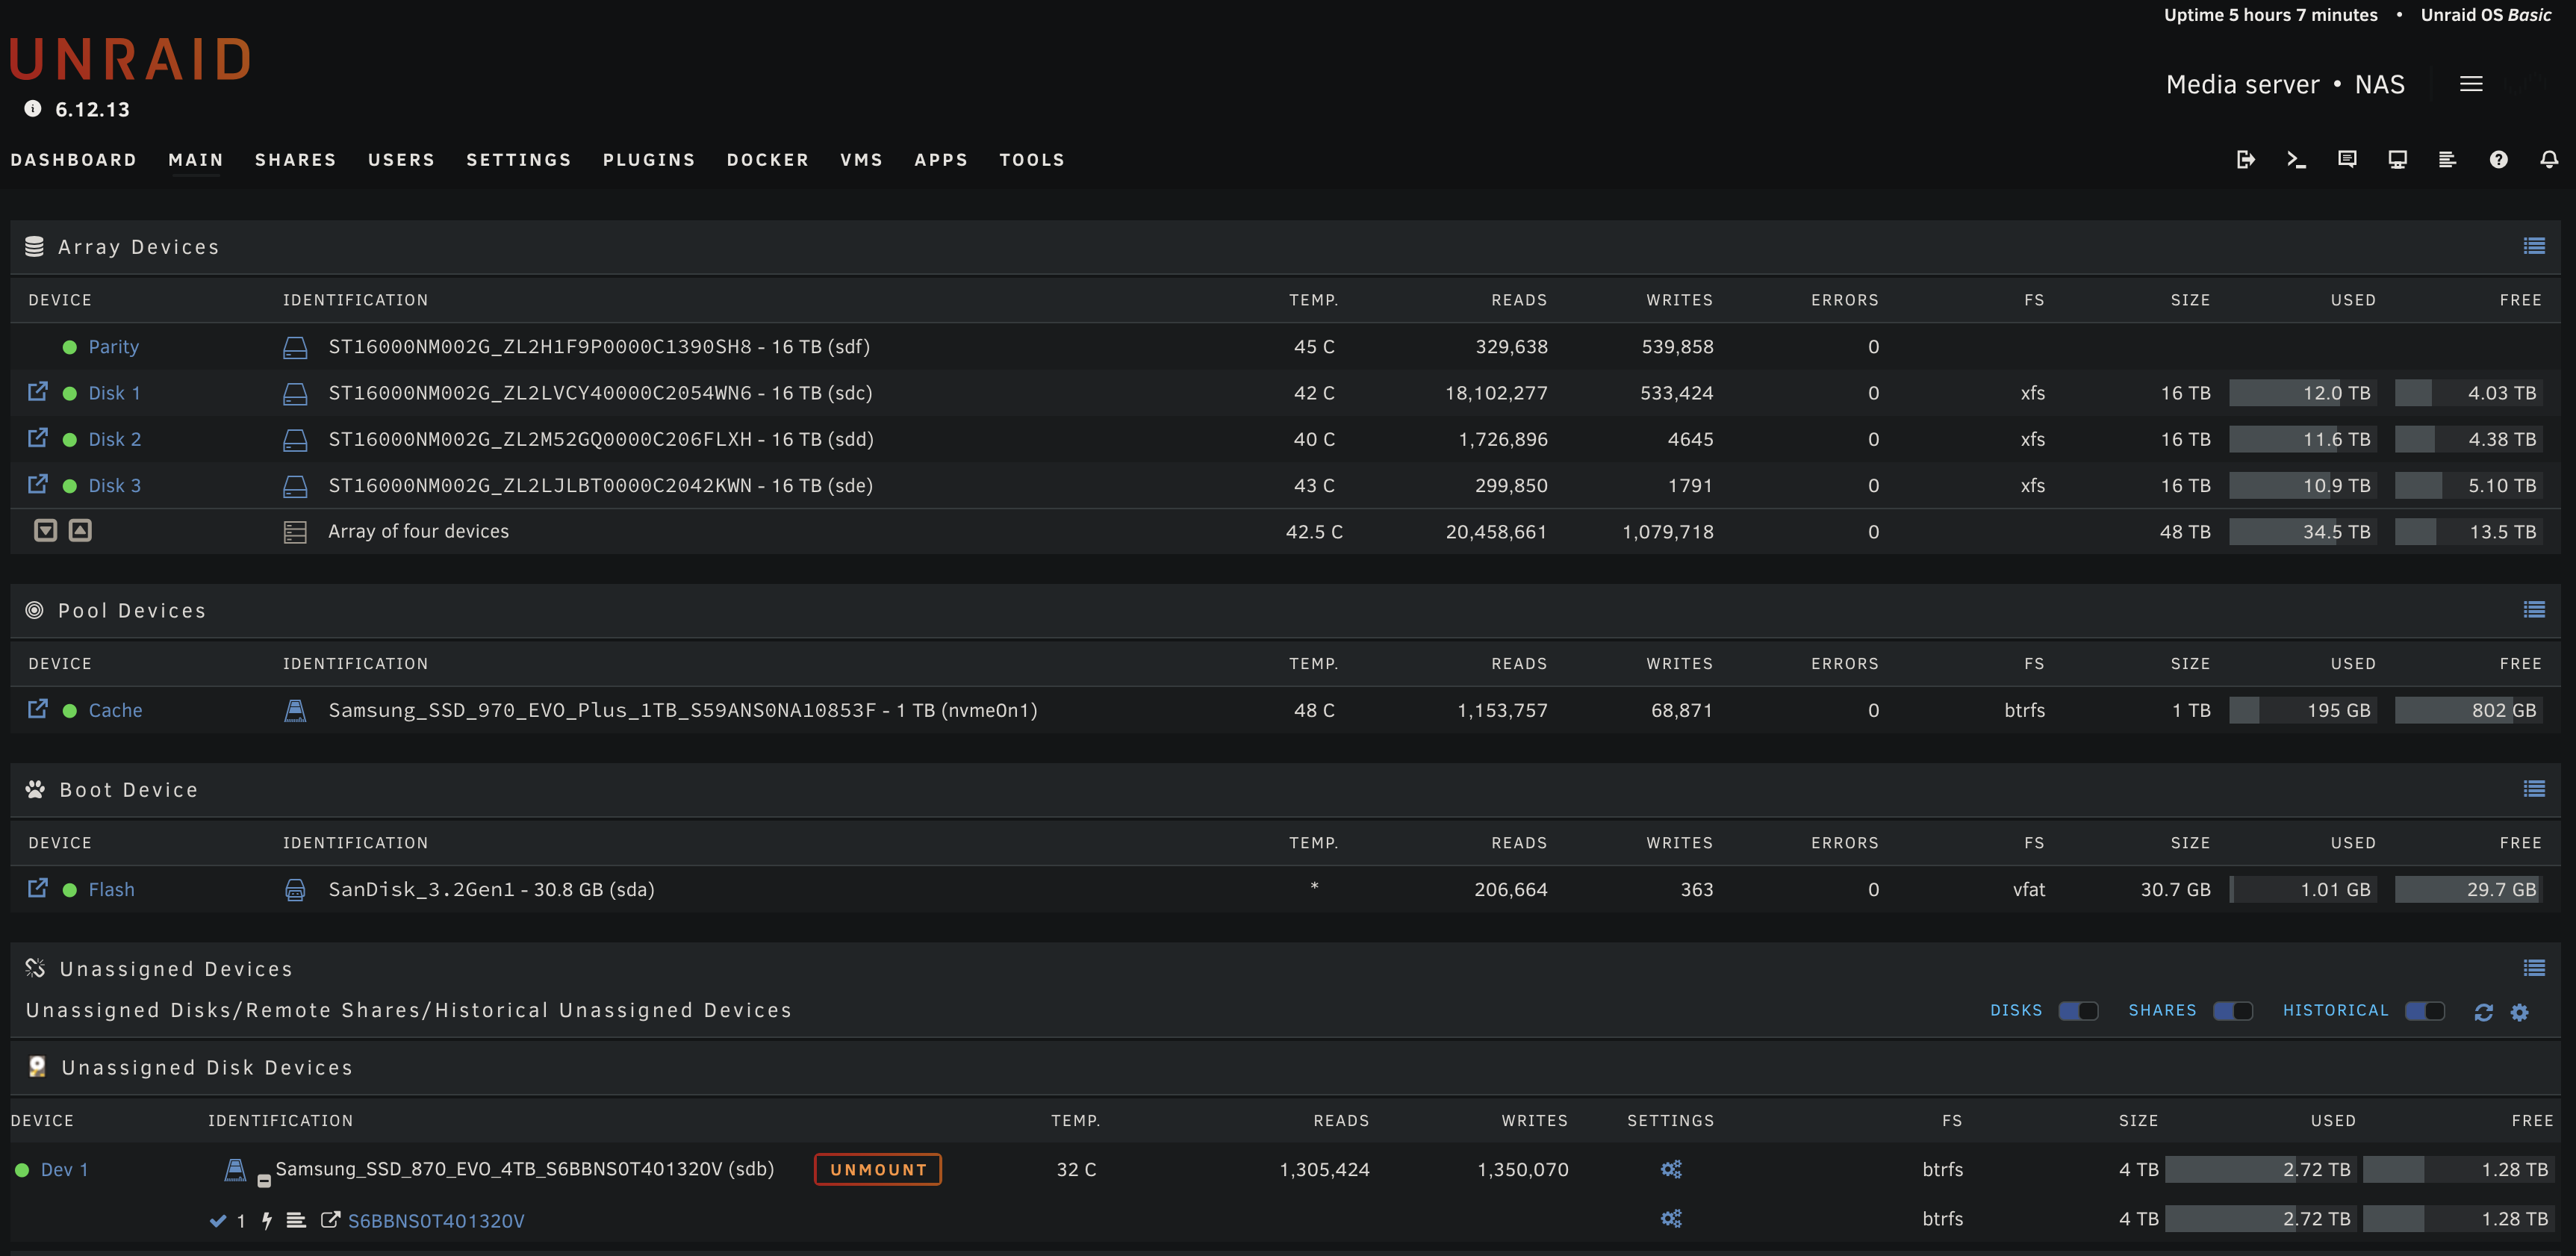 Uptime 5 hours 7 minutes • Unraid OS Basic
UNRAID
6.12.13
Media server • NAS
DASHBOARD MAIN SHARES USERS SETTINGS PLUGINS DOCKER VMS APPS TOOLS
Array Devices
DEVICE IDENTIFICATION TEMP. READS WRITES ERRORS FS SIZE USED FREE
Parity ST16000NM002G_ZL2H1F9P0000C1390SH8 - 16 TB (sdf) 45 C 329,638 539,858 0
Disk 1 ST16000NM002G_ZL2LVCY40000C2054WN6 - 16 TB (sdc) 42 C 18,102,277 533,424 0 xfs 16 TB 12.0 TB 4.03 TB
Disk 2 ST16000NM002G_ZL2M52GQ0000C206FLXH - 16 TB (sdd) 40 C 1,726,896 4645 0 xfs 16 TB 11.6 TB 4.38 TB
Disk 3 ST16000NM002G_ZL2LJLBT0000C2042KWN - 16 TB (sde) 43 C 299,850 1791 0 xfs 16 TB 10.9 TB 5.10 TB
Array of four devices 42.5 C 20,458,661 1,079,718 0 48 TB 34.5 TB 13.5 TB
Pool Devices
DEVICE IDENTIFICATION TEMP. READS WRITES ERRORS FS SIZE USED FREE
Cache Samsung_SSD_970_EVO_Plus_1TB_S59ANS0NA10853F - 1 TB (nvme0n1) 48 C 1,153,757 68,871 0 btrfs 1 TB 195 GB 802 GB
Boot Device
DEVICE IDENTIFICATION TEMP. READS WRITES ERRORS FS SIZE USED FREE
Flash SanDisk_3.2Gen1 - 30.8 GB (sda) * 206,664 363 0 vfat 30.7 GB 1.01 GB 29.7 GB
Unassigned Devices
Unassigned Disks/Remote Shares/Historical Unassigned Devices DISKS SHARES HISTORICAL
Unassigned Disk Devices
DEVICE IDENTIFICATION TEMP. READS WRITES SETTINGS FS SIZE USED FREE
Dev 1 Samsung_SSD_870_EVO_4TB_S6BBNS0T401320V (sdb) UNMOUNT 32 C 1,305,424 1,350,070 btrfs 4 TB 2.72 TB 1.28 TB
1 S6BBNS0T401320V btrfs 4 TB 2.72 TB 1.28 TB